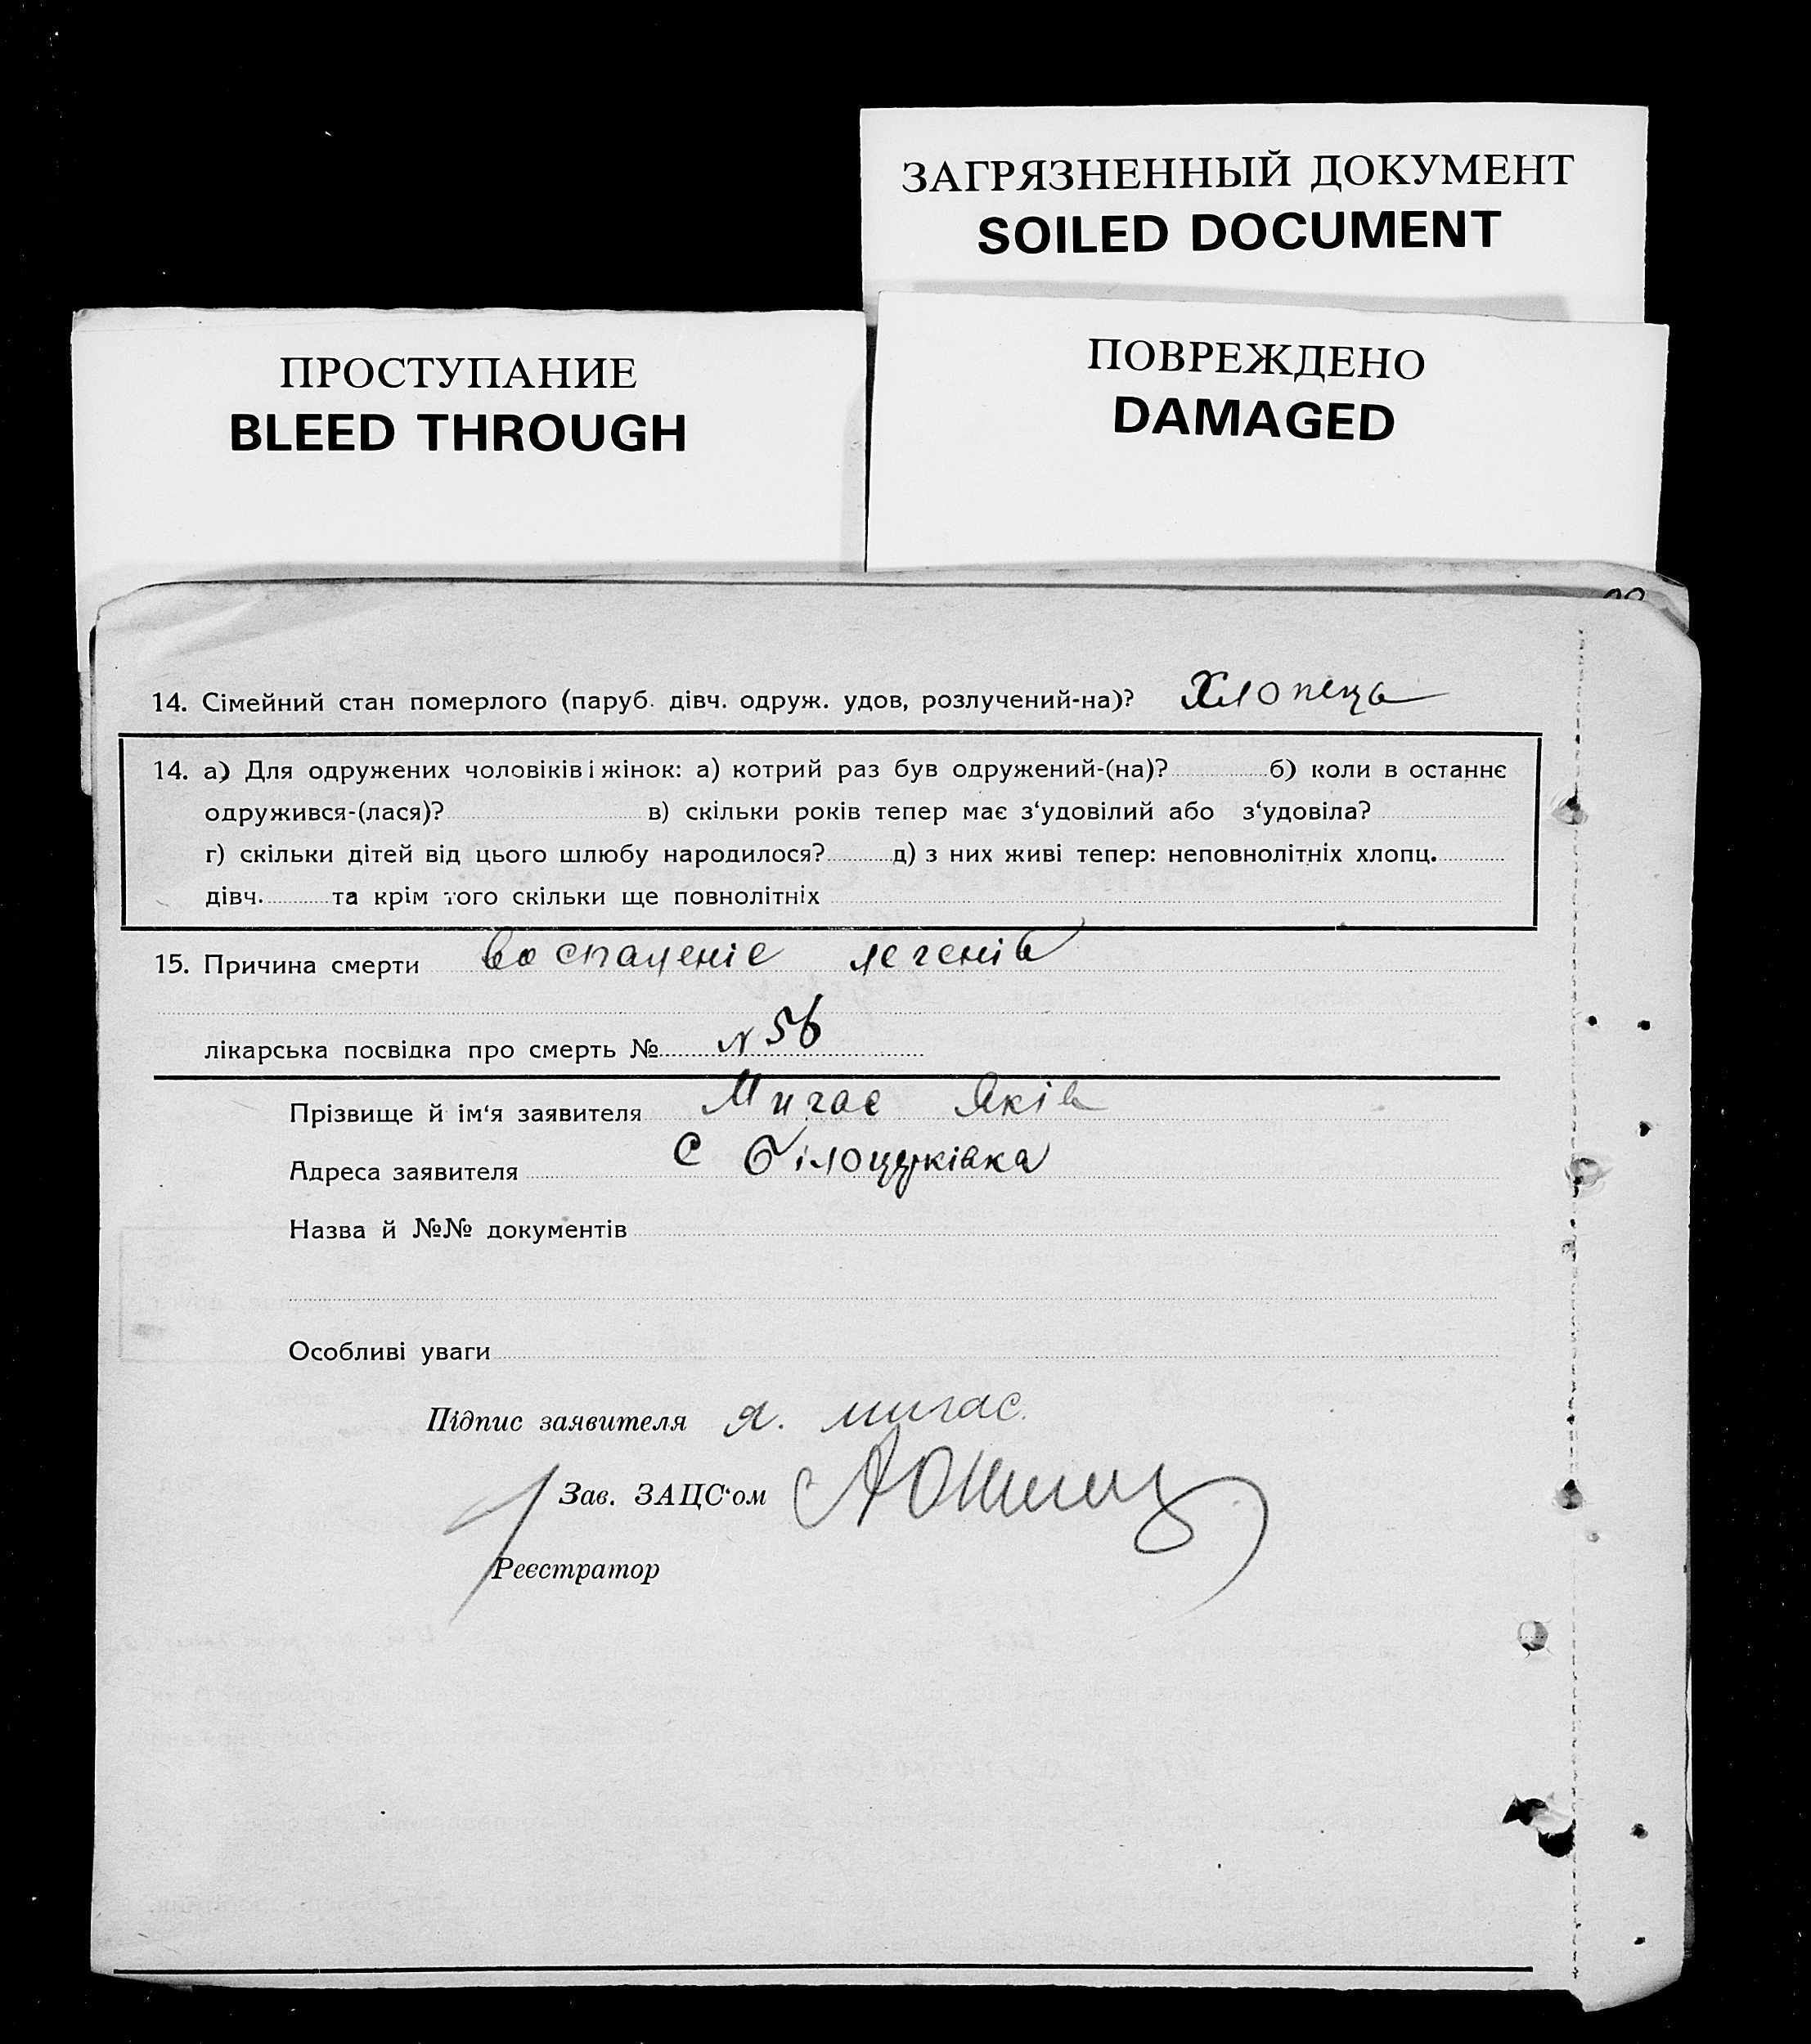 ЗАГРЯЗНЕННЫЙ ДОКУМЕНТ
SOILED DOCUMENT
ПРОСТУПАНИЕ
BLEED THROUGH
ПОВРЕЖДЕНО
DAMAGED
14. Сімейний стан померлого (паруб. дівч. одруж. удов, розлучений-на)? Хлопець
14. а) Для одружених чоловіків і жінок: а) котрий раз був одружений-(на)? б) коли в останнє
одружився-(лася)? в) скільки років тепер має з‘удовілий або з‘удовіла?
г) скільки дітей від цього шлюбу народилося? д) з них живі тепер: неповнолітніх хлопц.
дівч. та крім того скільки ще повнолітніх
15. Причина смерти воспаленіе легенів
лікарська посвідка про смерть № N 56
Прізвище й ім‘я заявителя Мигас Яків
Адреса заявителя С Білоцуківка
Назва й №№ документів
Особливі уваги
Підпис заявителя Я. мигас.
Зав. ЗАЦС‘ом
Реєстратор